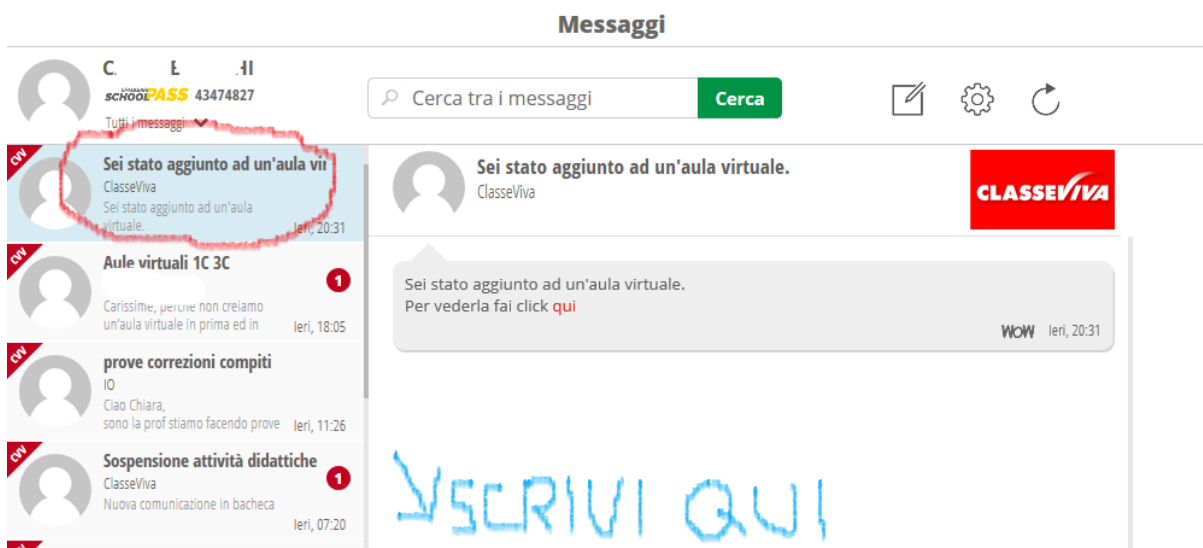 Messaggi
SCHOOLPASS 43474827
Tutti i messaggi
Cerca tra i messaggi
Cerca
CVV
Sei stato aggiunto ad un'aula vir
ClasseViva
Sei stato aggiunto ad un'aula
virtuale.
Ieri, 20:31
CVV
Aule virtuali 1C 3C
1
Carissime, perché non creiamo
un'aula virtuale in prima ed in
Ieri, 18:05
CVV
prove correzioni compiti
IO
Ciao Chiara,
sono la prof stiamo facendo prove
Ieri, 11:26
CVV
Sospensione attività didattiche
ClasseViva
1
Nuova comunicazione in bacheca
Ieri, 07:20
Sei stato aggiunto ad un'aula virtuale.
ClasseViva
CLASSEVIVA
Sei stato aggiunto ad un'aula virtuale.
Per vederla fai click qui
WOW Ieri, 20:31
SCRIVI QUI